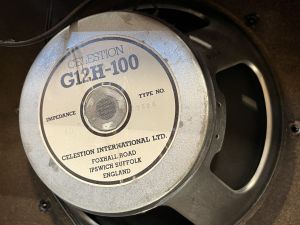 CELESTION
G12H-100
IMPEDANCE TYPE NO.
CELESTION INTERNATIONAL LTD.
FOXHALL ROAD
IPSWICH SUFFOLK
ENGLAND